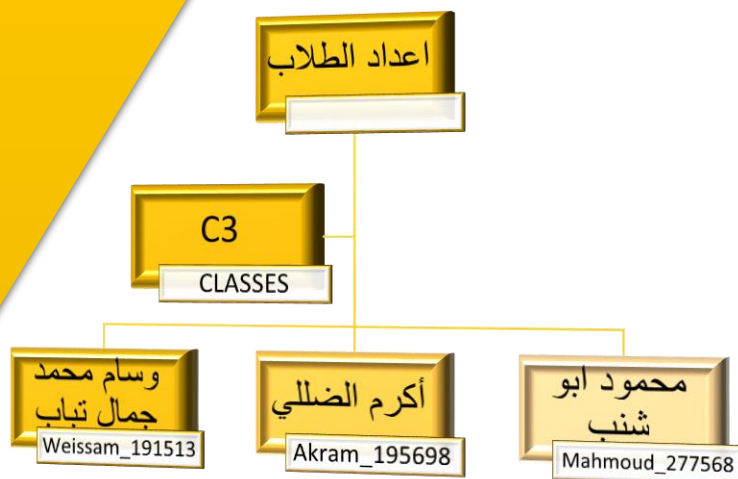 اعداد الطلاب
C3
CLASSES
وسام محمد
جمال تباب
Weissam_191513
أكرم الضللي
Akram_195698
محمود ابو
شنب
Mahmoud_277568